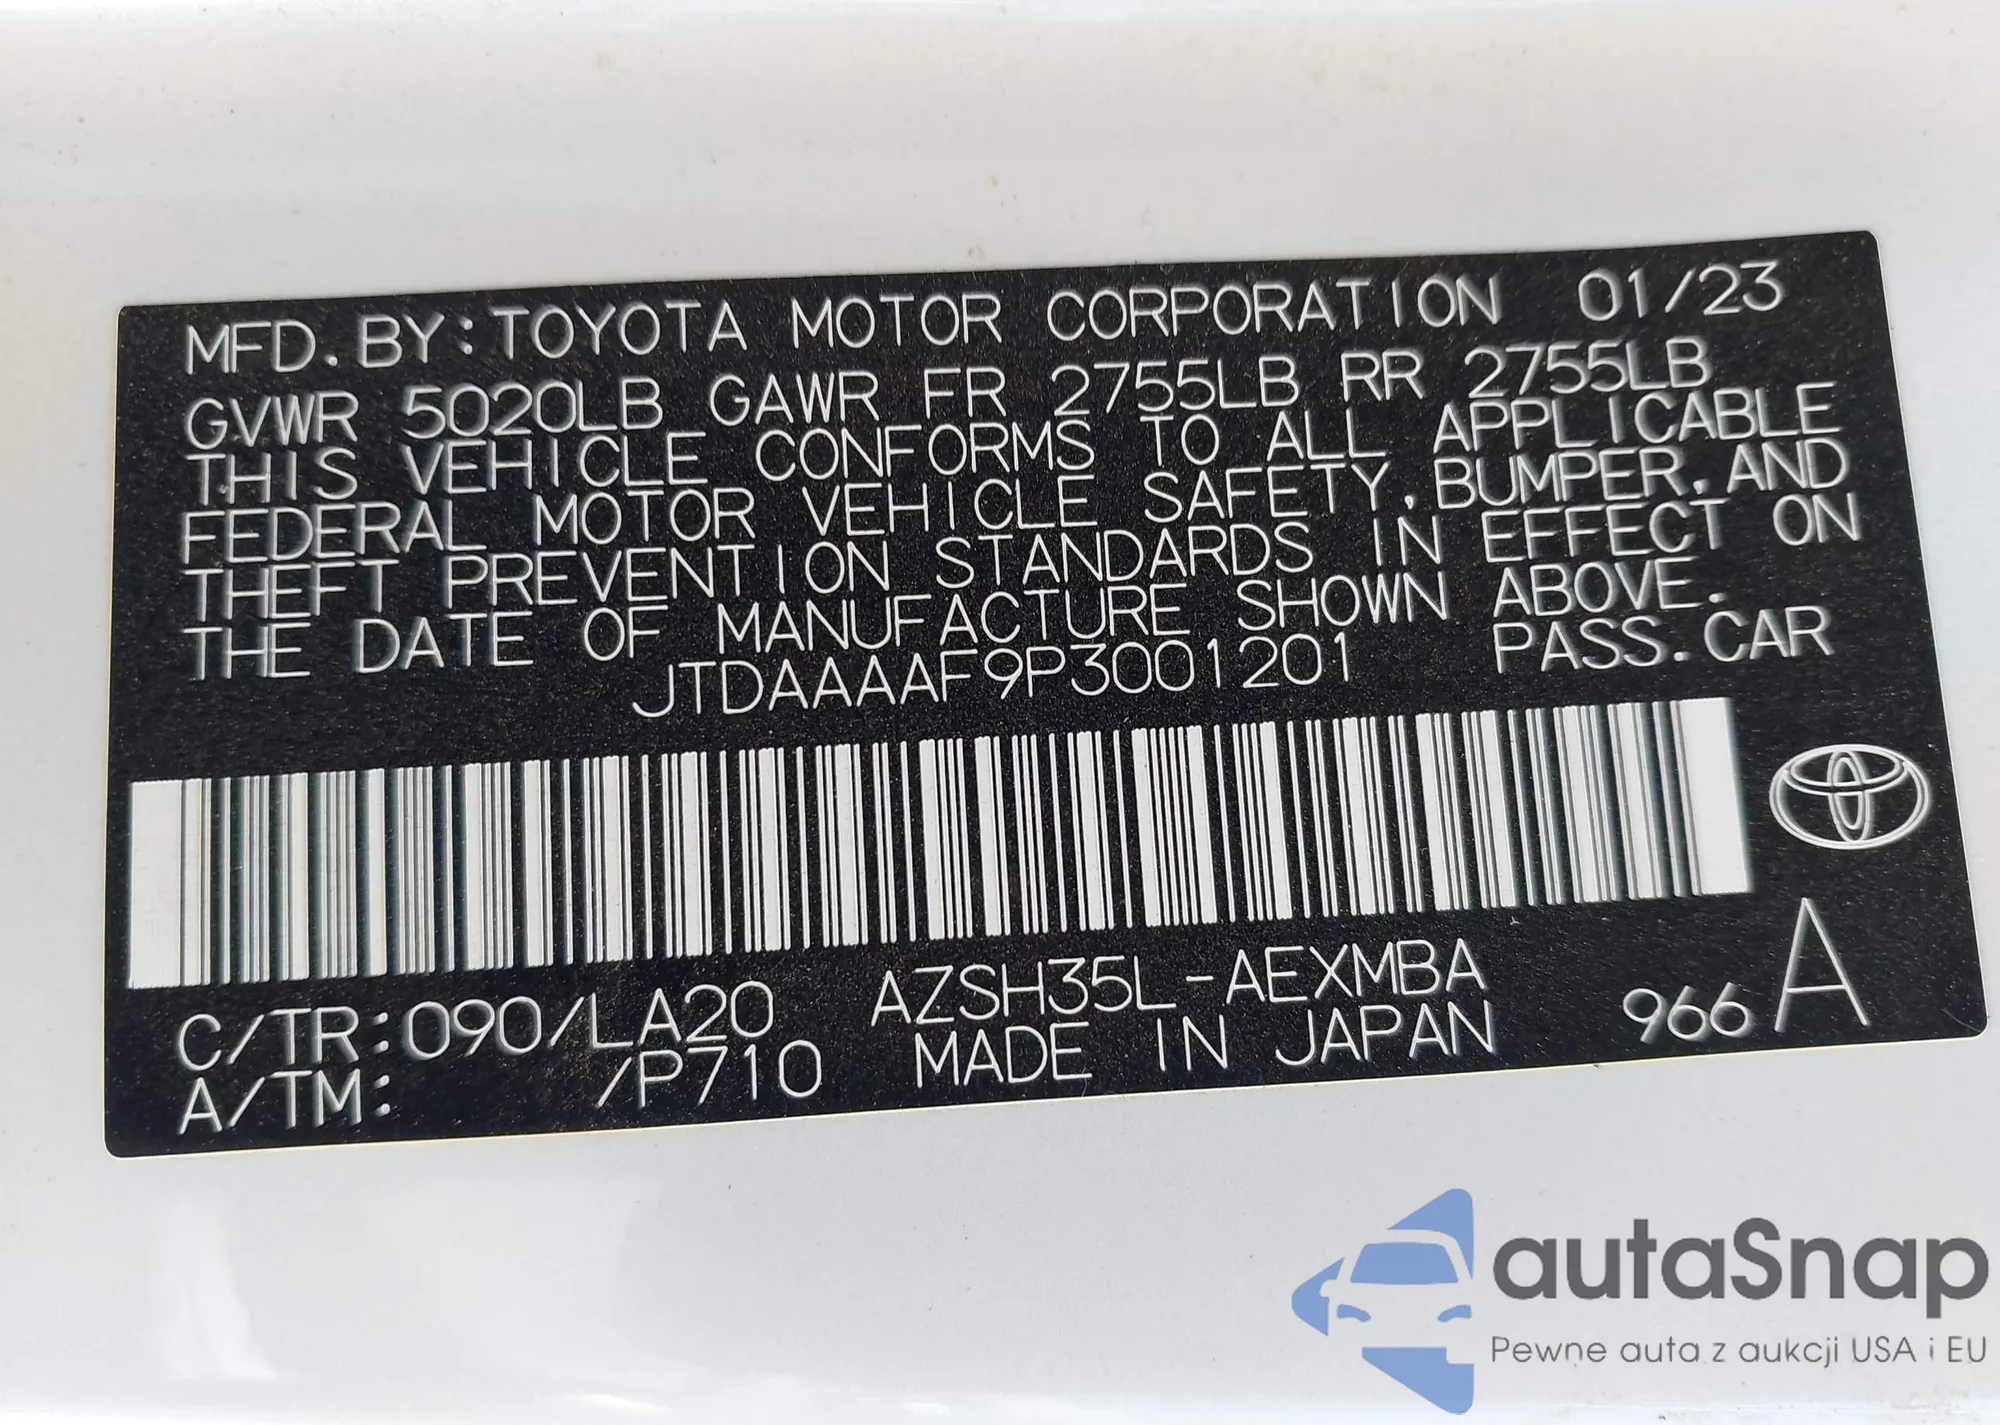 MFD. BY: TOYOTA MOTOR CORPORATION 01/23
GVWR 5020LB GAWR FR 2755LB RR 2755LB
THIS VEHICLE CONFORMS TO ALL APPLICABLE
FEDERAL MOTOR VEHICLE SAFETY, BUMPER, AND
THEFT PREVENTION STANDARDS IN EFFECT ON
THE DATE OF MANUFACTURE SHOWN ABOVE.
JTDAAAAF9P3001201 PASS. CAR
C/TR: 090/LA20 AZSH35L-AEXMBA
A/TM: /P710 MADE IN JAPAN 966 A
autaSnap
Pewne auta z aukcji USA i EU